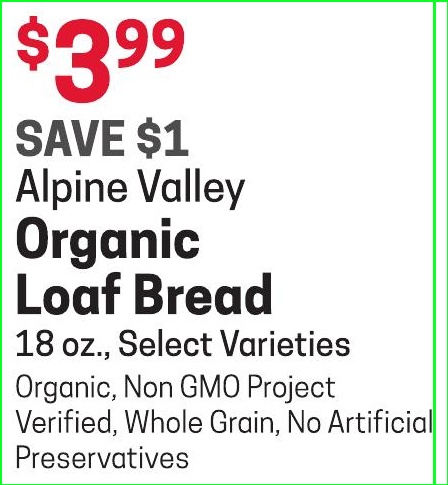 $3.99
SAVE $1
Alpine Valley
Organic
Loaf Bread
18 oz., Select Varieties
Organic, Non GMO Project
Verified, Whole Grain, No Artificial
Preservatives